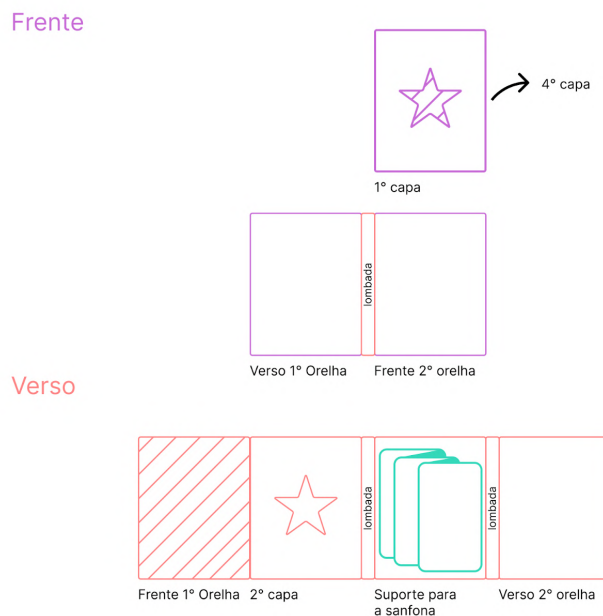 Frente
4° capa
1° capa
lombada
Verso 1° Orelha
Frente 2° orelha
Verso
lombada
lombada
Frente 1° Orelha
2° capa
Suporte para
a sanfona
Verso 2° orelha